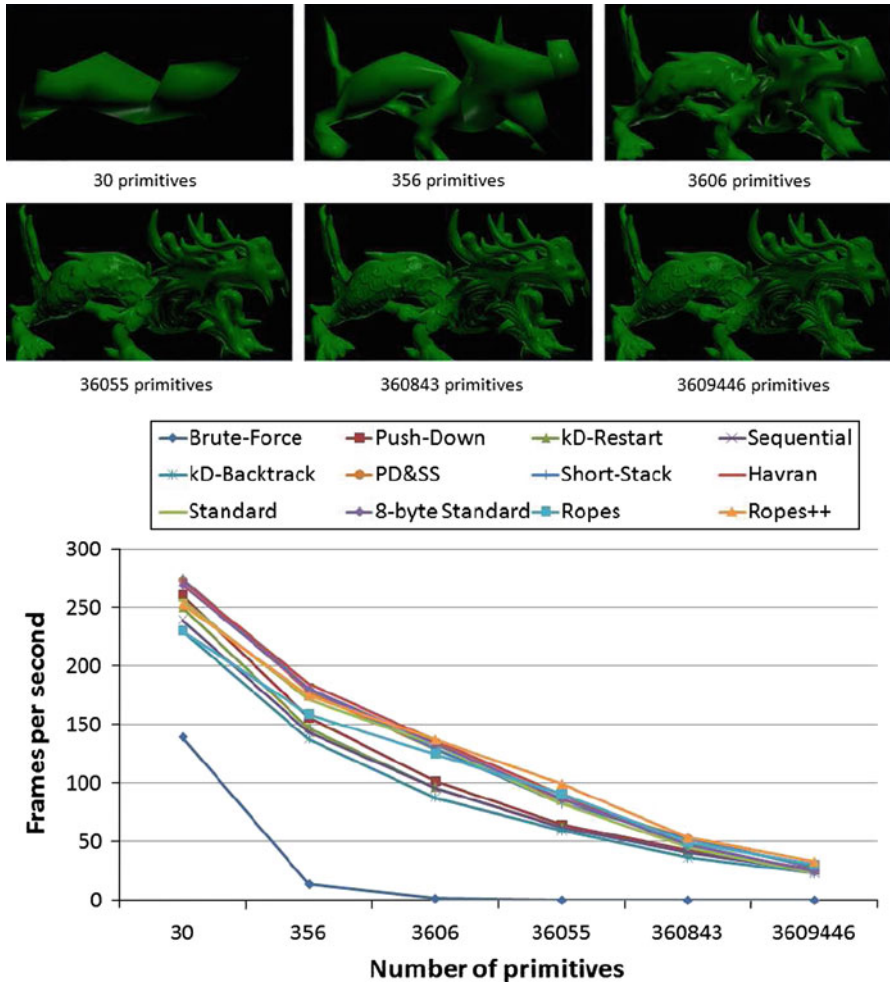 30 primitives 356 primitives 3606 primitives
36055 primitives 360843 primitives 3609446 primitives
Brute-Force Push-Down kD-Restart Sequential
kD-Backtrack PD&SS Short-Stack Havran
Standard 8-byte Standard Ropes Ropes++
300
250
200
150
100
50
0
Frames per second
30 356 3606 36055 360843 3609446
Number of primitives